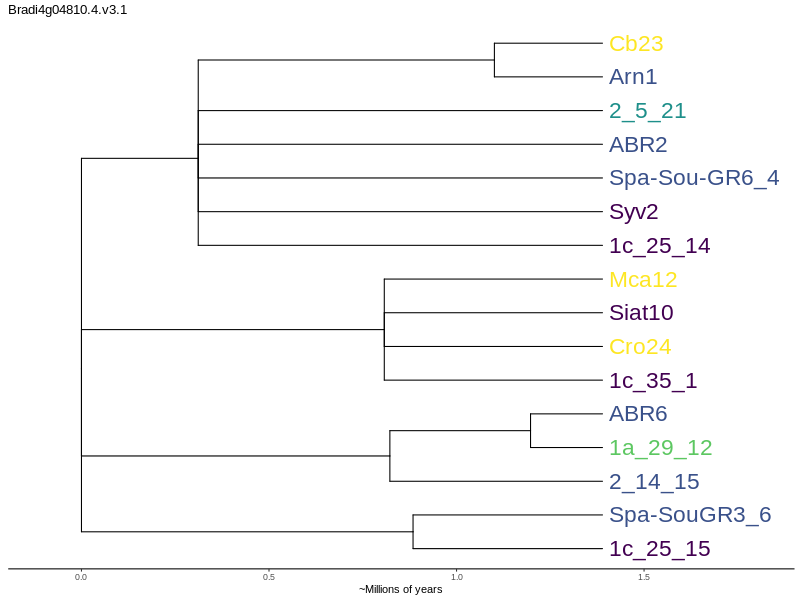 Bradi4g04810.4.v3.1
Cb23
Arn1
2_5_21
ABR2
Spa-Sou-GR6_4
Syv2
1c_25_14
Mca12
Siat10
Cro24
1c_35_1
ABR6
1a_29_12
2_14_15
Spa-SouGR3_6
1c_25_15
0.0 0.5 1.0 1.5
~Millions of years